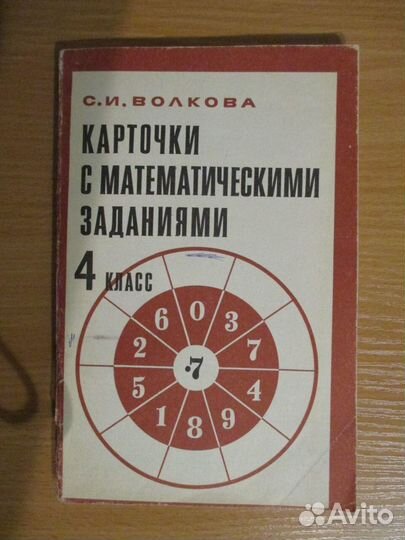 С.И. ВОЛКОВА
КАРТОЧКИ
С МАТЕМАТИЧЕСКИМИ
ЗАДАНИЯМИ
4 КЛАСС
6 0 3
2 7
·7
5 4
1 8 9
Avito